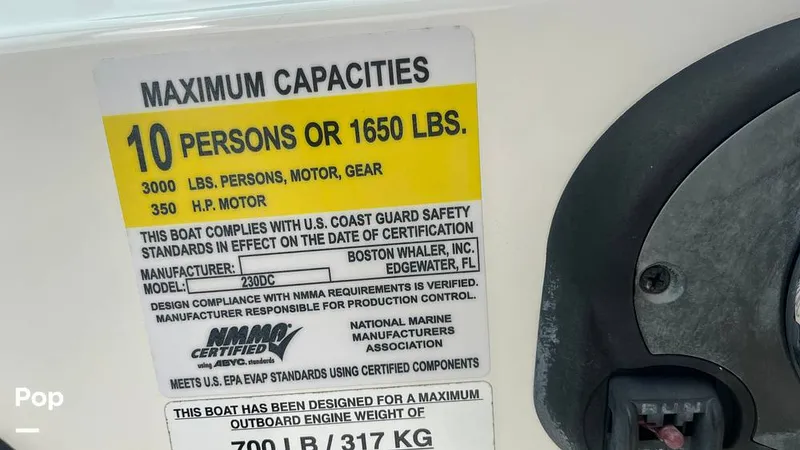 MAXIMUM CAPACITIES
10 PERSONS OR 1650 LBS.
3000 LBS. PERSONS, MOTOR, GEAR
350 H.P. MOTOR
THIS BOAT COMPLIES WITH U.S. COAST GUARD SAFETY
STANDARDS IN EFFECT ON THE DATE OF CERTIFICATION
MANUFACTURER: BOSTON WHALER, INC.
EDGEWATER, FL
MODEL: 230DC
DESIGN COMPLIANCE WITH NMMA REQUIREMENTS IS VERIFIED.
MANUFACTURER RESPONSIBLE FOR PRODUCTION CONTROL.
NMMA
CERTIFIED
using ABYC. standards
NATIONAL MARINE
MANUFACTURERS
ASSOCIATION
MEETS U.S. EPA EVAP STANDARDS USING CERTIFIED COMPONENTS
THIS BOAT HAS BEEN DESIGNED FOR A MAXIMUM
OUTBOARD ENGINE WEIGHT OF
700 LB / 317 KG
RUN
Pop